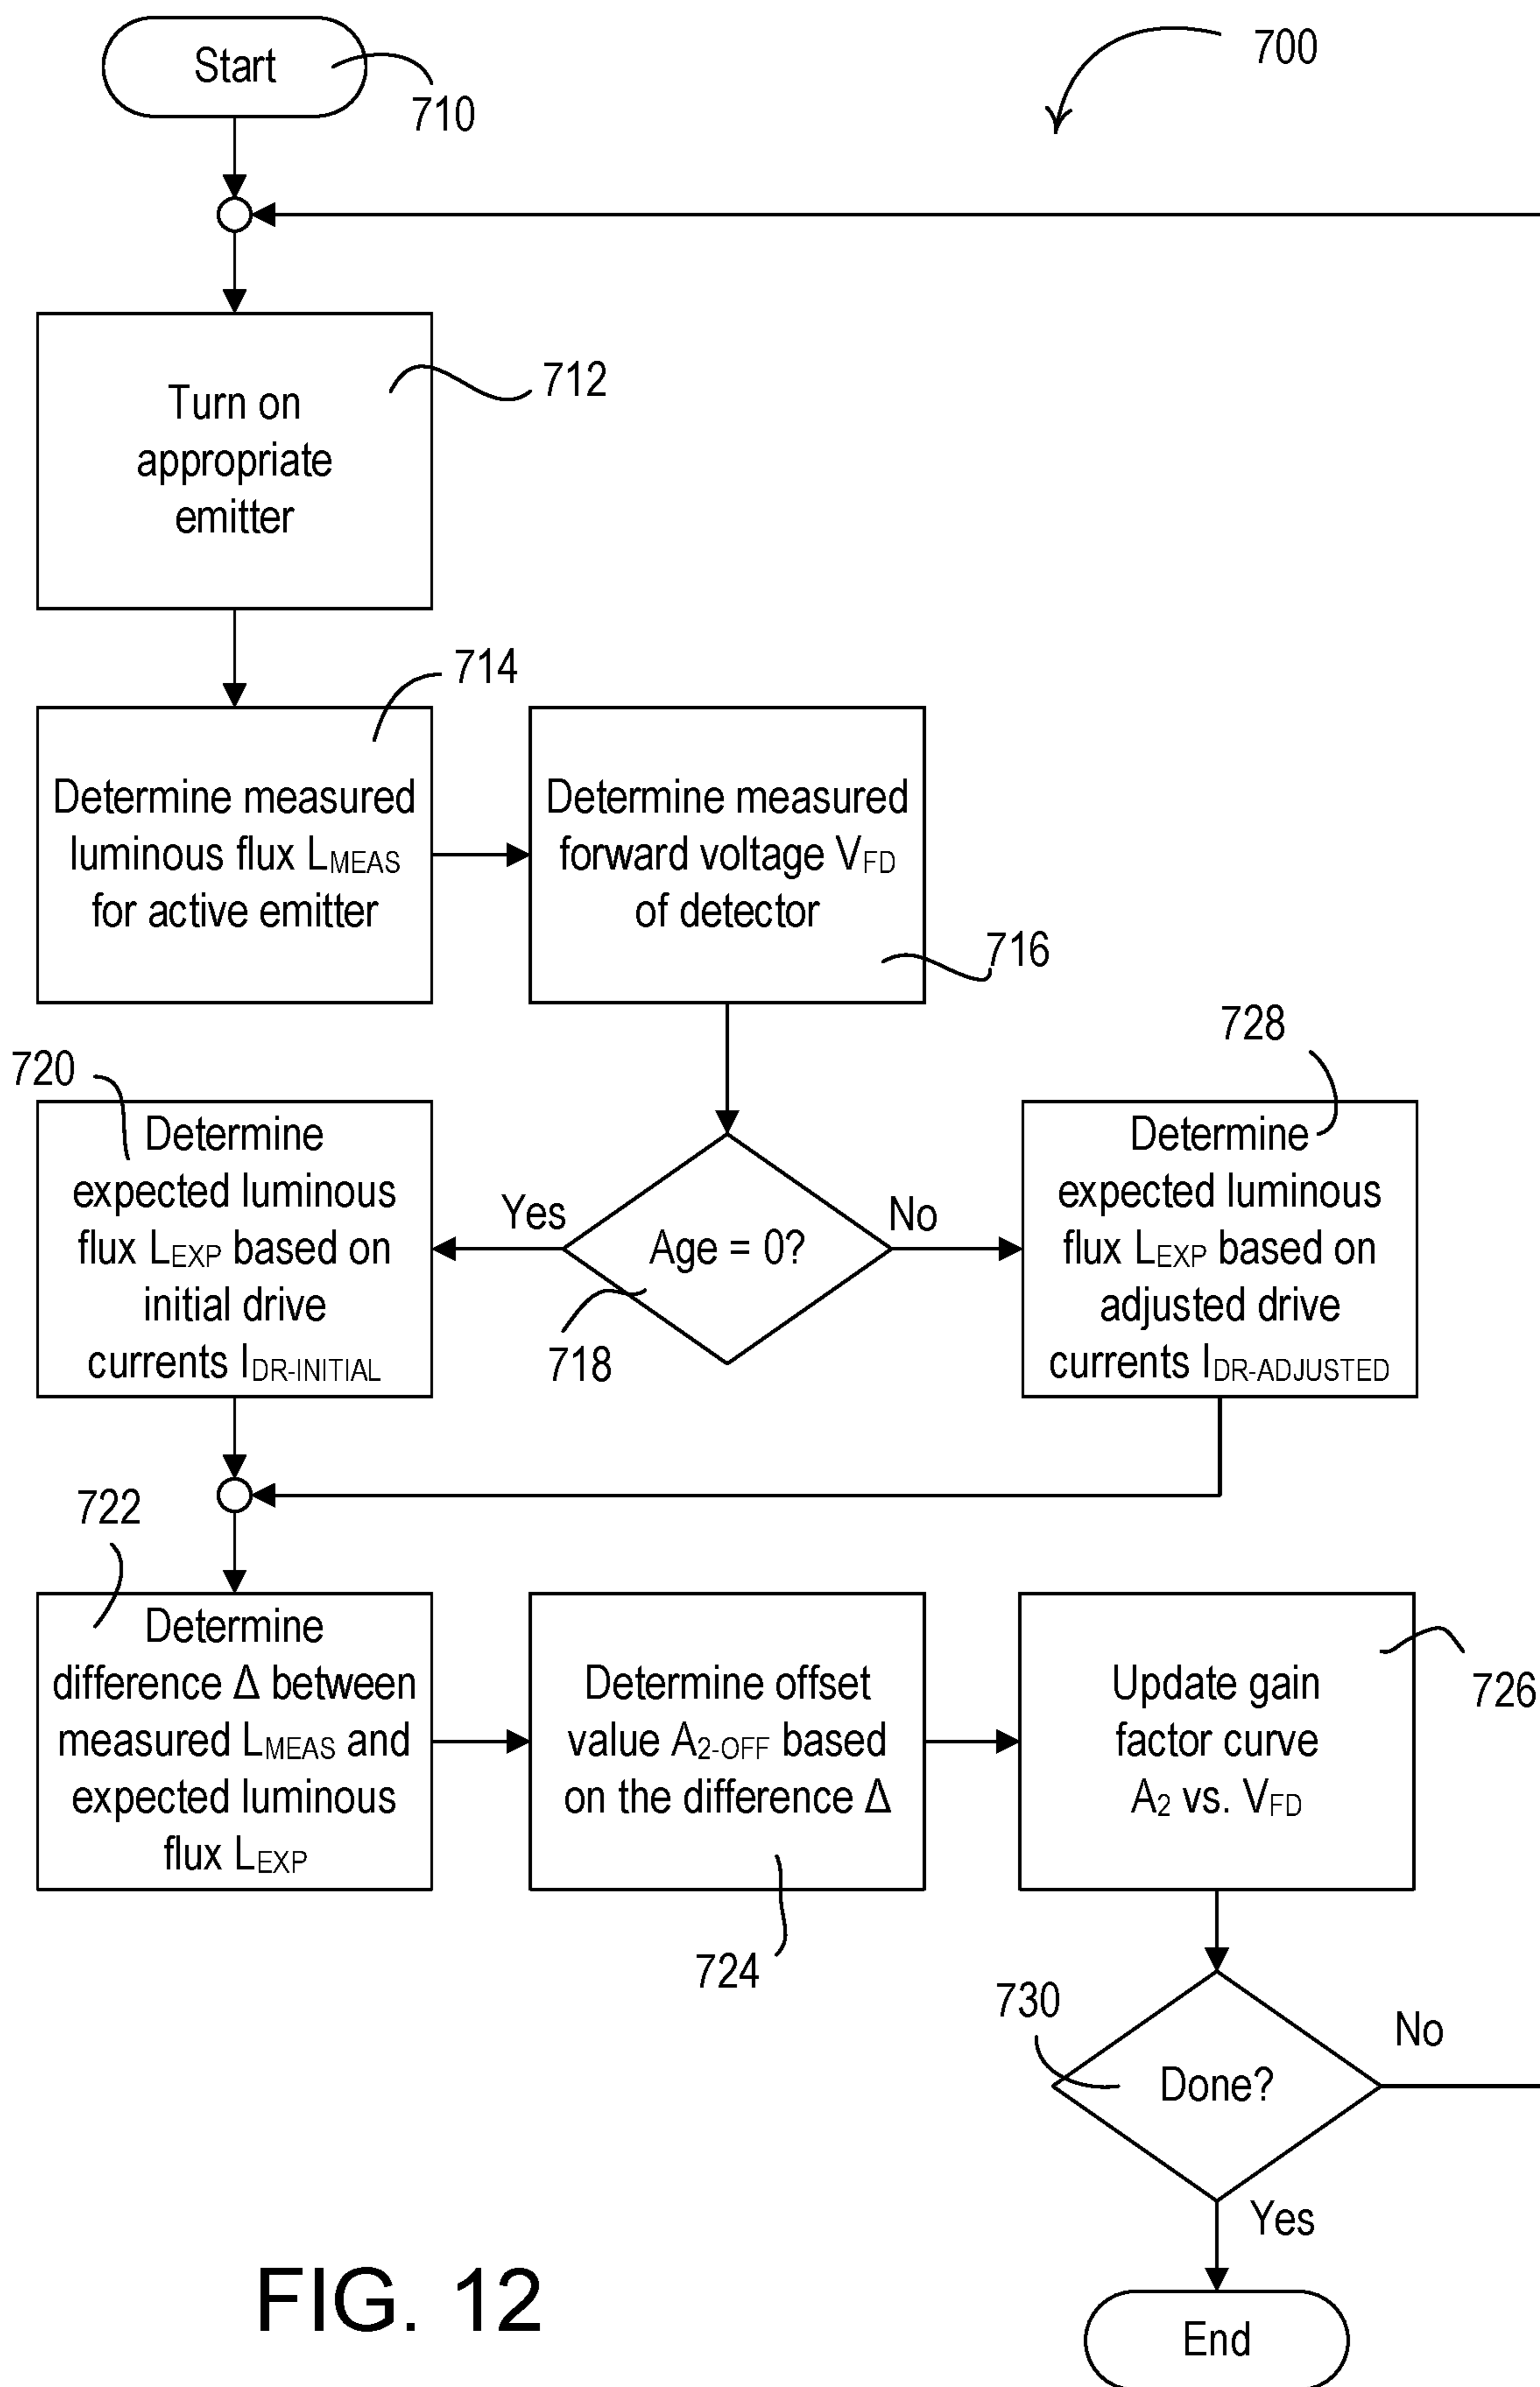 Start
710
700
Turn on
appropriate
emitter
712
714
Determine measured
luminous flux LMEAS
for active emitter
Determine measured
forward voltage VFD
of detector
716
720
Determine
expected luminous
flux LEXP based on
initial drive
currents IDR-INITIAL
Yes
Age = 0?
No
718
728
Determine
expected luminous
flux LEXP based on
adjusted drive
currents IDR-ADJUSTED
722
Determine
difference Δ between
measured LMEAS and
expected luminous
flux LEXP
Determine offset
value A2-OFF based
on the difference Δ
724
Update gain
factor curve
A2 vs. VFD
726
730
Done?
No
Yes
End
FIG. 12